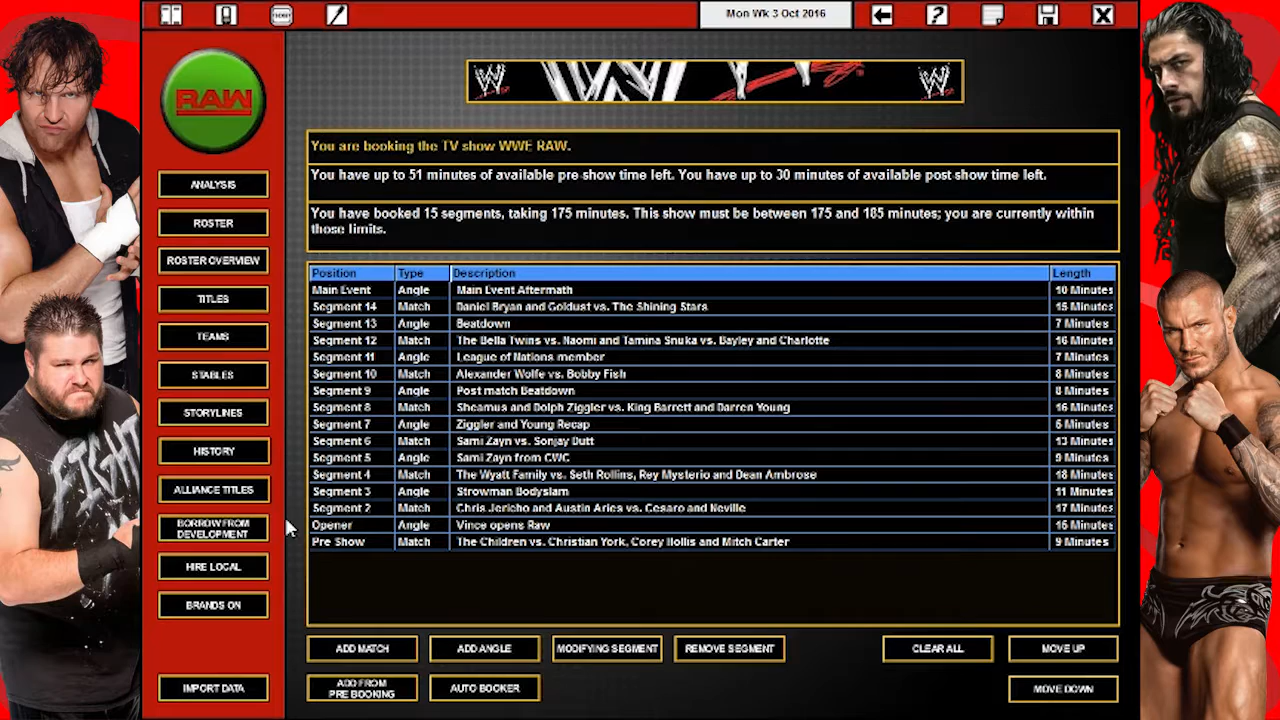 TICKET
Mon Wk 3 Oct 2016
?
RAW
W
W
You are booking the TV show WWE RAW.
You have up to 51 minutes of available pre show time left. You have up to 30 minutes of available post show time left.
You have booked 15 segments, taking 175 minutes. This show must be between 175 and 185 minutes; you are currently within
those limits.
ANALYSIS
ROSTER
ROSTER OVERVIEW
TITLES
TEAMS
STABLES
STORYLINES
HISTORY
ALLIANCE TITLES
BORROW FROM
DEVELOPMENT
HIRE LOCAL
BRANDS ON
IMPORT DATA
Position Type Description Length
Main Event Angle Main Event Aftermath 10 Minutes
Segment 14 Match Daniel Bryan and Goldust vs. The Shining Stars 15 Minutes
Segment 13 Angle Beatdown 7 Minutes
Segment 12 Match The Bella Twins vs. Naomi and Tamina Snuka vs. Bayley and Charlotte 16 Minutes
Segment 11 Angle League of Nations member 7 Minutes
Segment 10 Match Alexander Wolfe vs. Bobby Fish 8 Minutes
Segment 9 Angle Post match Beatdown 8 Minutes
Segment 8 Match Sheamus and Dolph Ziggler vs. King Barrett and Darren Young 16 Minutes
Segment 7 Angle Ziggler and Young Recap Minutes
Segment 6 Match Sami Zayn vs. Sonjay Dutt 13 Minutes
Segment 5 Angle Sami Zayn from CWC 9 Minutes
Segment 4 Match The Wyatt Family vs. Seth Rollins, Rey Mysterio and Dean Ambrose 18 Minutes
Segment 3 Angle Strowman Bodyslam 11 Minutes
Segment 2 Match Chris Jericho and Austin Aries vs. Cesaro and Neville 17 Minutes
Opener Angle Vince opens Raw Minutes
Pre Show Match The Children vs. Christian York, Corey Hollis and Mitch Carter 9 Minutes
ADD MATCH ADD ANGLE MODIFYING SEGMENT REMOVE SEGMENT CLEAR ALL MOVE UP
ADD FROM
PRE BOOKING
AUTO BOOKER MOVE DOWN
FIGHT